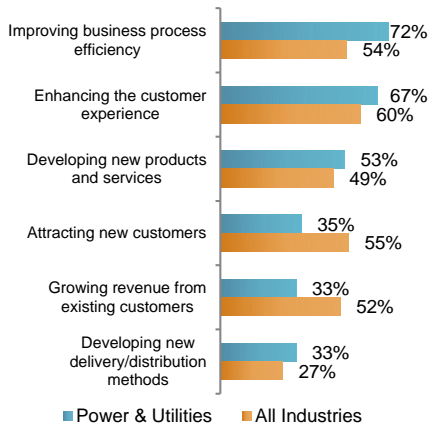 Improving business process
efficiency
72%
54%
Enhancing the customer
experience
67%
60%
Developing new products
and services
53%
49%
Attracting new customers
35%
55%
Growing revenue from
existing customers
33%
52%
Developing new
delivery/distribution
methods
33%
27%
Power & Utilities
All Industries